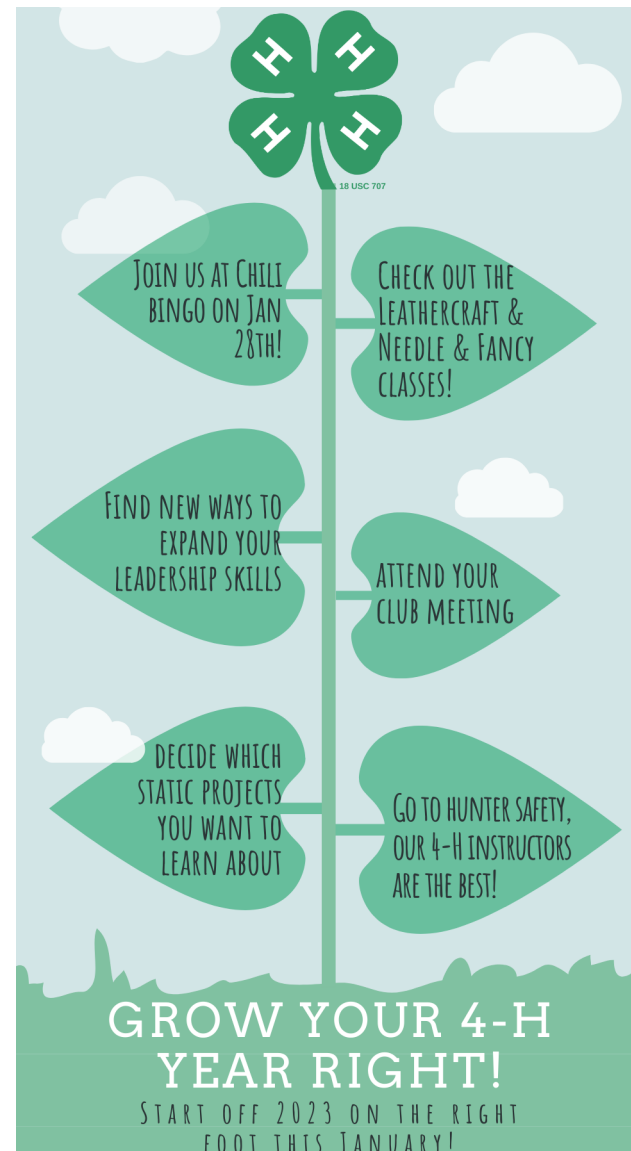 H H
H H
18 USC 707
Join us at Chili
bingo on Jan
28th!
Check out the
Leathercraft &
Needle & Fancy
classes!
Find new ways to
expand your
leadership skills
attend your
club meeting
decide which
static projects
you want to
learn about
Go to hunter safety,
our 4-H instructors
are the best!
GROW YOUR 4-H
YEAR RIGHT!
Start off 2023 on the right
foot this January!